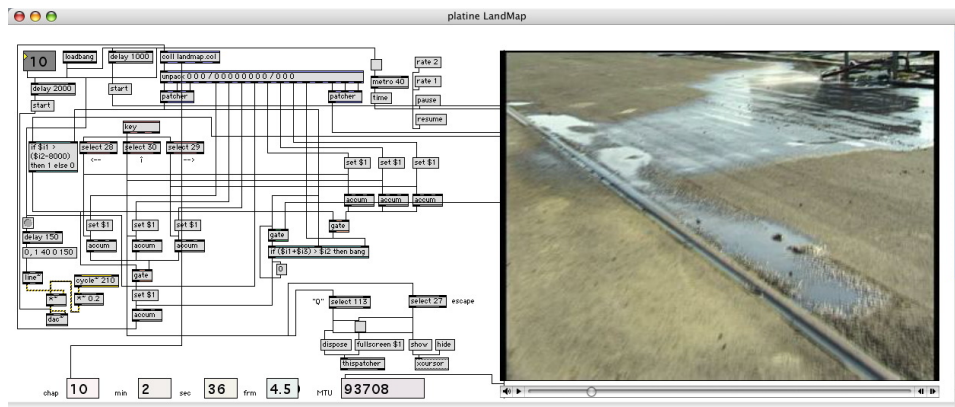 platine LandMap
10 loadbang delay 1000 coll landmap.col
rate 2
unpack 0 0 0 / 0 0 0 0 0 0 0 0 0 / 0 0 0
metro 40 rate 1
delay 2000 start patcher patcher time pause
start
resume
key
if $i1 >
($i2-8000)
then 1 else 0
select 28 select 30 select 29
<-- -->
set $1 set $1 set $1
accum accum accum
set $1 set $1 set $1 gate
delay 150 gate
0, 1 40 0 150 accum accum accum if ($i1+$i3) > $i2 then bang
line~ cycle~ 210 gate 0
*~ *~ 0.2 set $1 "Q" select 113 select 27 escape
dac~ accum
dispose fullscreen $1 show hide
thispatcher xcursor
chap 10 min 2 sec 36 frm 4.5 MTU 93708